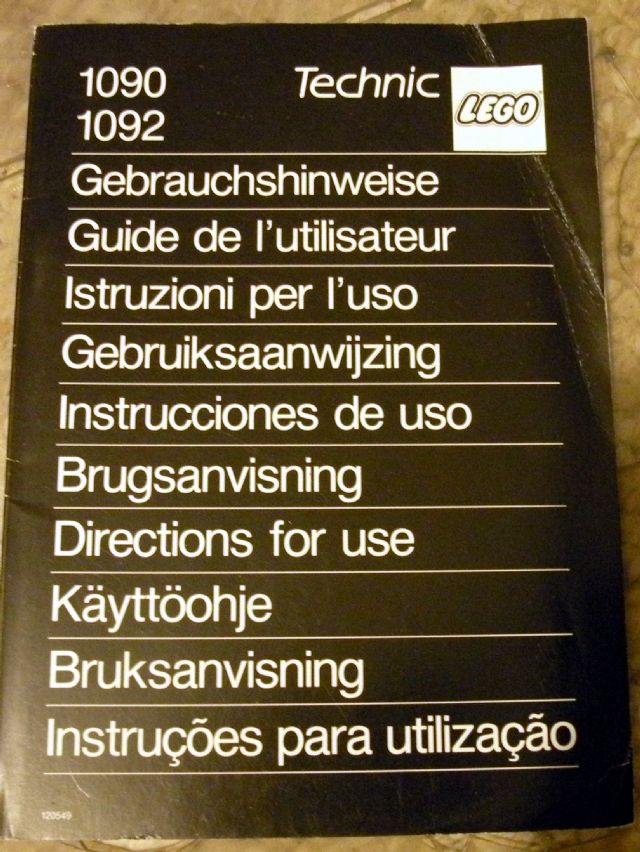 1090
1092
Technic
LEGO
Gebrauchshinweise
Guide de l'utilisateur
Istruzioni per l'uso
Gebruiksaanwijzing
Instrucciones de uso
Brugsanvisning
Directions for use
Käyttöohje
Bruksanvisning
Instruções para utilização
120549